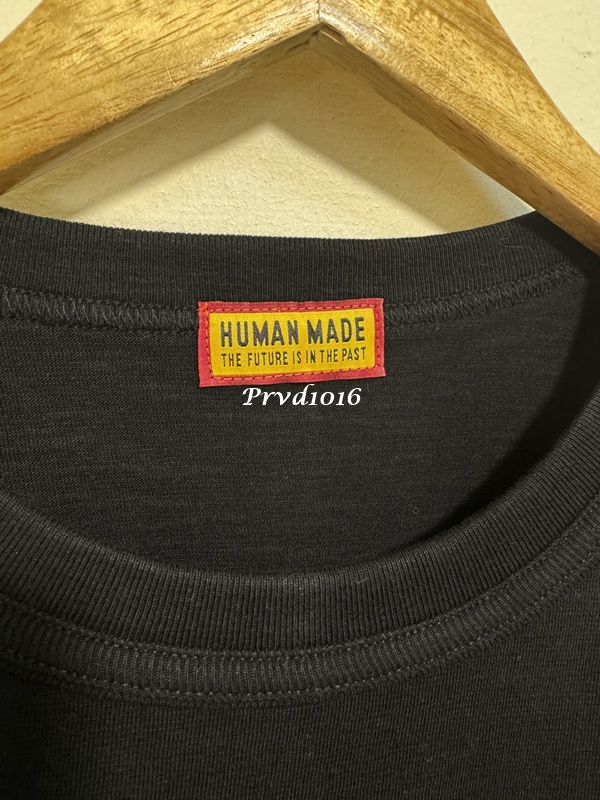 HUMAN MADE
THE FUTURE IS IN THE PAST
Prvd1016